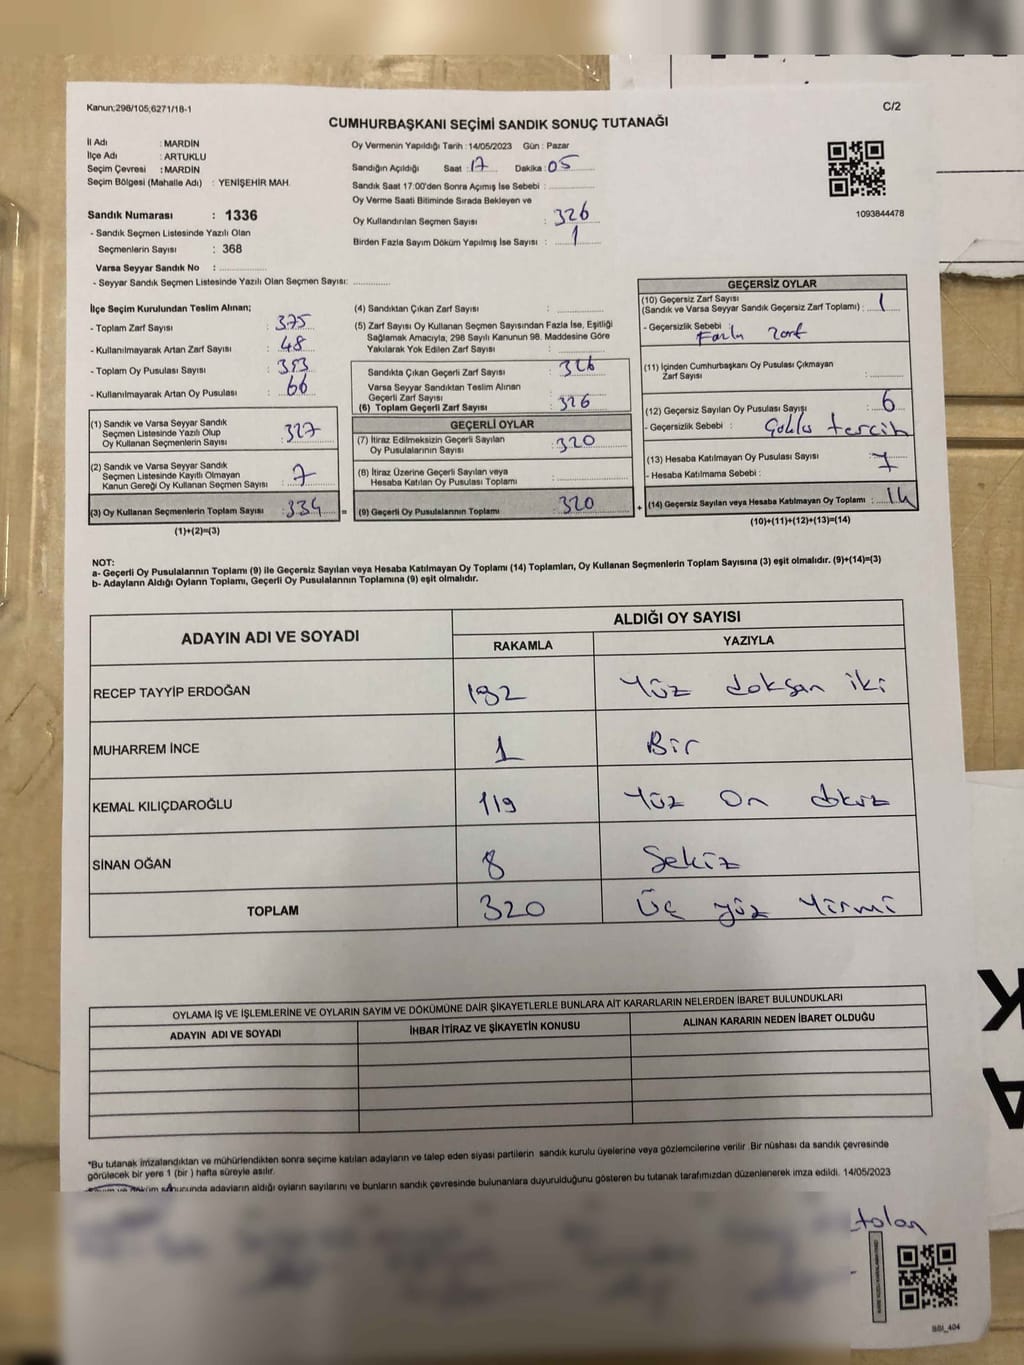 Kanun;298/105,6271/18-1
C/2
CUMHURBAŞKANI SEÇİMİ SANDIK SONUÇ TUTANAĞI
İl Adı : MARDİN
İlçe Adı : ARTUKLU
Seçim Çevresi : MARDİN
Seçim Bölgesi (Mahalle Adı) : YENİŞEHİR MAH.
Sandık Numarası : 1336
- Sandık Seçmen Listesinde Yazılı Olan
Seçmenlerin Sayısı : 368
Varsa Seyyar Sandık No :
- Seyyar Sandık Seçmen Listesinde Yazılı Olan Seçmen Sayısı:
Oy Vermenin Yapıldığı Tarih : 14/05/2023 Gün : Pazar
Sandığın Açıldığı Saat : 17 Dakika : 05
Sandık Saat 17:00'den Sonra Açımış İse Sebebi :
Oy Verme Saati Bitiminde Sırada Bekleyen ve
Oy Kullandırılan Seçmen Sayısı : 326
Birden Fazla Sayım Döküm Yapılmış İse Sayısı : 1
1093844478
İlçe Seçim Kurulundan Teslim Alınan;
- Toplam Zarf Sayısı : 375
- Kullanılmayarak Artan Zarf Sayısı : 48
- Toplam Oy Pusulası Sayısı : 353
- Kullanılmayarak Artan Oy Pusulası : 66
(1) Sandık ve Varsa Seyyar Sandık
Seçmen Listesinde Yazılı Olup
Oy Kullanan Seçmenlerin Sayısı : 327
(2) Sandık ve Varsa Seyyar Sandık
Seçmen Listesinde Kayıtlı Olmayan
Kanun Gereği Oy Kullanan Seçmen Sayısı : 7
(3) Oy Kullanan Seçmenlerin Toplam Sayısı : 334 =
(1)+(2)=(3)
(4) Sandıktan Çıkan Zarf Sayısı :
(5) Zarf Sayısı Oy Kullanan Seçmen Sayısından Fazla İse, Eşitliği
Sağlamak Amacıyla, 298 Sayılı Kanunun 98. Maddesine Göre
Yakılarak Yok Edilen Zarf Sayısı :
Sandıkta Çıkan Geçerli Zarf Sayısı : 326
Varsa Seyyar Sandıktan Teslim Alınan
Geçerli Zarf Sayısı :
(6) Toplam Geçerli Zarf Sayısı : 326
GEÇERLİ OYLAR
(7) İtiraz Edilmeksizin Geçerli Sayılan
Oy Pusulalarının Sayısı : 320
(8) İtiraz Üzerine Geçerli Sayılan veya
Hesaba Katılan Oy Pusulası Toplamı :
(9) Geçerli Oy Pusulalarının Toplamı : 320 +
GEÇERSİZ OYLAR
(10) Geçersiz Zarf Sayısı
(Sandık ve Varsa Seyyar Sandık Geçersiz Zarf Toplamı) : 1
- Geçersizlik Sebebi :
Fazla zarf
(11) İçinden Cumhurbaşkanı Oy Pusulası Çıkmayan
Zarf Sayısı :
(12) Geçersiz Sayılan Oy Pusulası Sayısı : 6
- Geçersizlik Sebebi : Çoklu tercih
(13) Hesaba Katılmayan Oy Pusulası Sayısı : 7
- Hesaba Katılmama Sebebi :
(14) Geçersiz Sayılan veya Hesaba Katılmayan Oy Toplamı : 14
(10)+(11)+(12)+(13)=(14)
NOT:
a- Geçerli Oy Pusulalarının Toplamı (9) ile Geçersiz Sayılan veya Hesaba Katılmayan Oy Toplamı (14) Toplamları, Oy Kullanan Seçmenlerin Toplam Sayısına (3) eşit olmalıdır. (9)+(14)=(3)
b- Adayların Aldığı Oyların Toplamı, Geçerli Oy Pusulalarının Toplamına (9) eşit olmalıdır.
ADAYIN ADI VE SOYADI
ALDIĞI OY SAYISI
RAKAMLA YAZIYLA
RECEP TAYYİP ERDOĞAN 192 Yüz doksan iki
MUHARREM İNCE 1 Bir
KEMAL KILIÇDAROĞLU 119 Yüz On dokuz
SİNAN OĞAN 8 Sekiz
TOPLAM 320 Üç yüz Yirmi
OYLAMA İŞ VE İŞLEMLERİNE VE OYLARIN SAYIM VE DÖKÜMÜNE DAİR ŞİKAYETLERLE BUNLARA AİT KARARLARIN NELERDEN İBARET BULUNDUKLARI
ADAYIN ADI VE SOYADI İHBAR İTİRAZ VE ŞİKAYETİN KONUSU ALINAN KARARIN NEDEN İBARET OLDUĞU
*Bu tutanak imzalandıktan ve mühürlendikten sonra seçime katılan adayların ve talep eden siyasi partilerin sandık kurulu üyelerine veya gözlemcilerine verilir. Bir nüshası da sandık çevresinde
görülecek bir yere 1 (bir) hafta süreyle asılır.
Sayım ve döküm sonucunda adayların aldığı oyların sayılarını ve bunların sandık çevresinde bulunanlara duyurulduğunu gösteren bu tutanak tarafımızdan düzenlenerek imza edildi. 14/05/2023
tolan
BBI_404
K
A